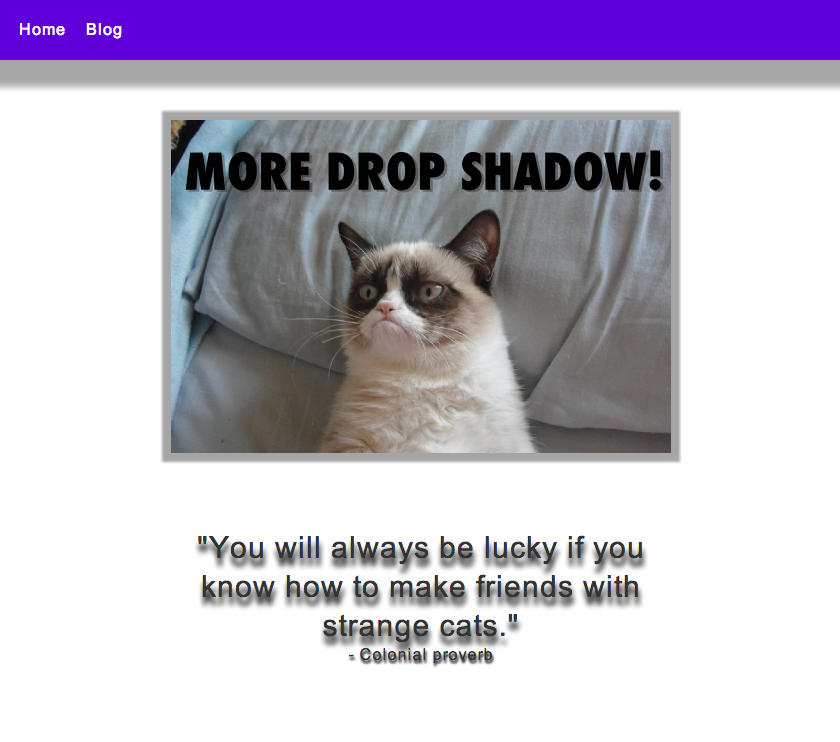 Home Blog
MORE DROP SHADOW!
"You will always be lucky if you
know how to make friends with
strange cats."
- Colonial proverb